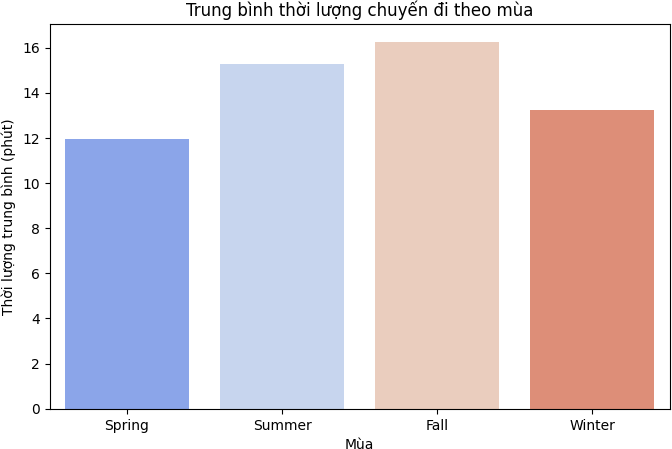 Trung bình thời lượng chuyến đi theo mùa
Thời lượng trung bình (phút)
16
14
12
10
8
6
4
2
0
Spring Summer Fall Winter
Mùa